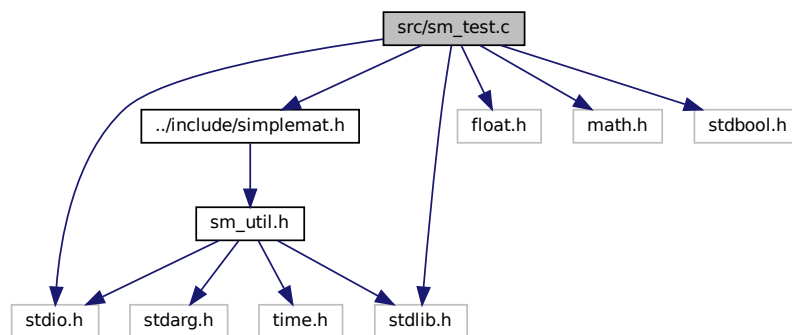 src/sm_test.c
../include/simplemat.h
float.h
math.h
stdbool.h
sm_util.h
stdio.h
stdarg.h
time.h
stdlib.h